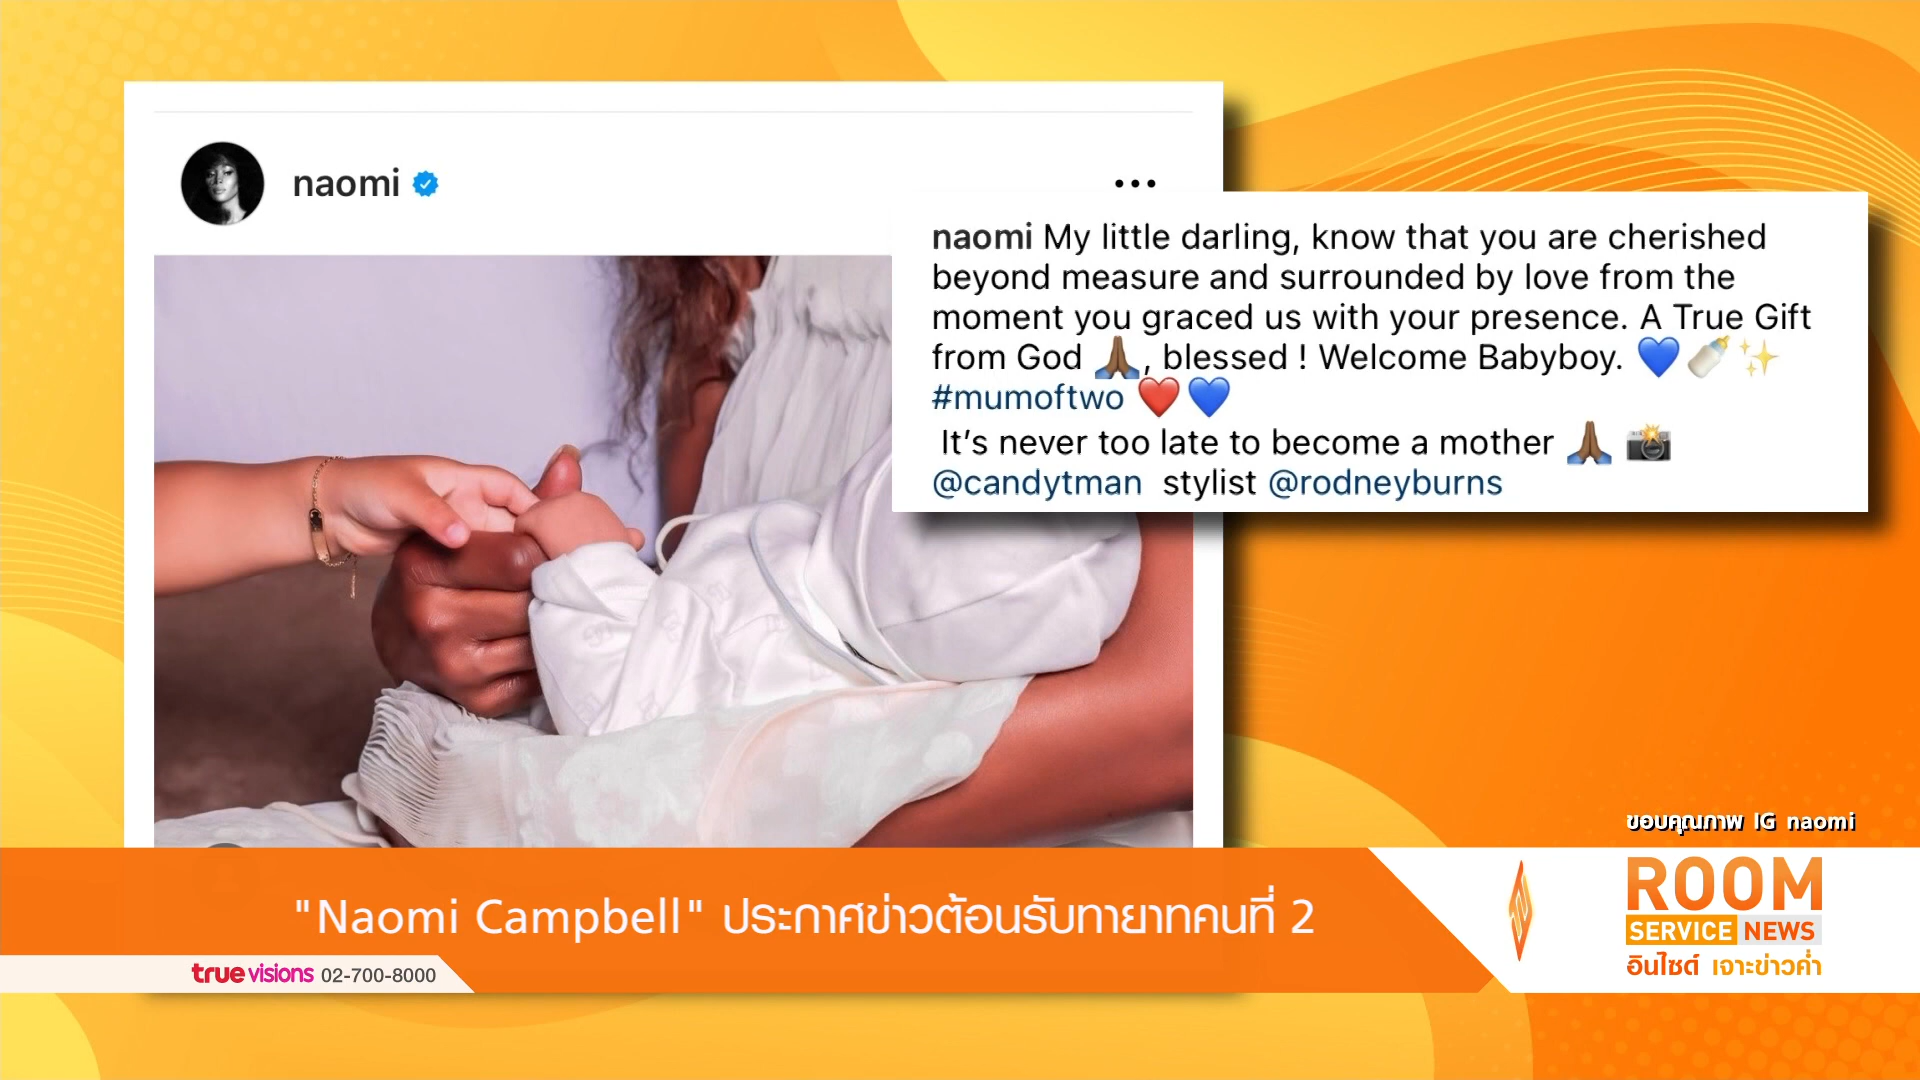 naomi
naomi My little darling, know that you are cherished
beyond measure and surrounded by love from the
moment you graced us with your presence. A True Gift
from God 🙏🏾, blessed ! Welcome Babyboy. 💙🍼✨
#mumoftwo ❤️💙
It’s never too late to become a mother 🙏🏾 📸
@candytman stylist @rodneyburns
ขอบคุณภาพ IG naomi
"Naomi Campbell" ประกาศข่าวต้อนรับทายาทคนที่ 2
ROOM
SERVICE NEWS
อินไซด์ เจาะข่าวค่ำ
truevisions 02-700-8000